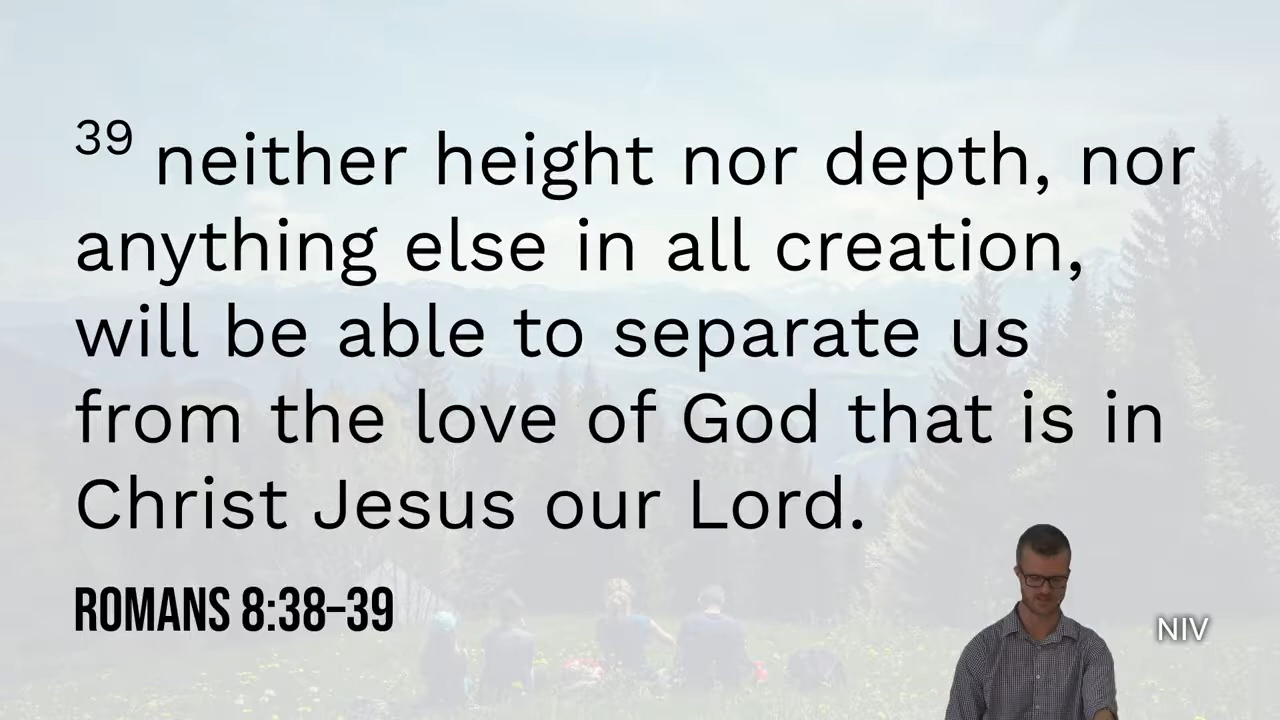 39 neither height nor depth, nor
anything else in all creation,
will be able to separate us
from the love of God that is in
Christ Jesus our Lord.
ROMANS 8:38–39
NIV